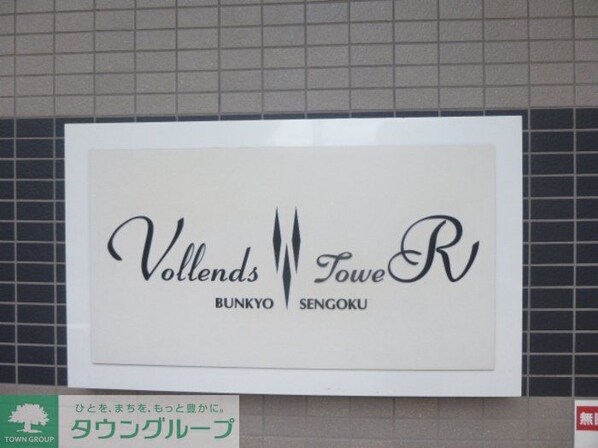 Vollends ToweR
BUNKYO SENGOKU
TOWN GROUP
ひと を、まち を、もっと 豊かに。
タウングループ
無断